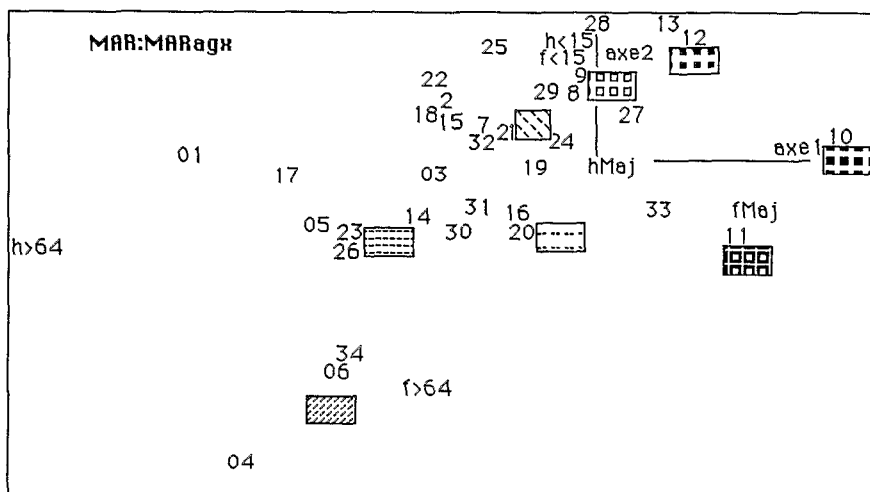 28 13
MAR:MARagx 25 h<15 axe2 12
f<15
22 9
2 29 8
18 15 7 21 27
32 24
01 19 hMaj axe1 10
17 03
31 16 33 fMaj
05 14
23 30 20 11
h>64 26
34
06
f>64
04